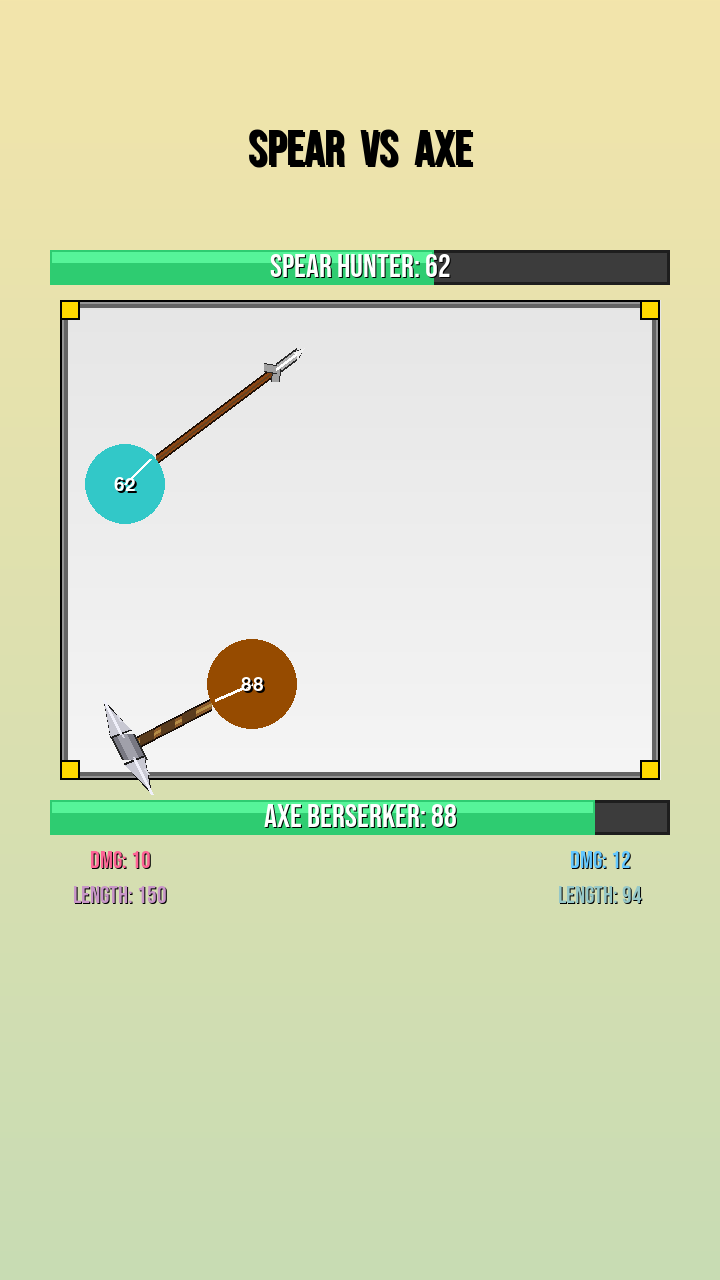 SPEAR VS AXE
SPEAR HUNTER: 62
62
88
AXE BERSERKER: 88
DMG: 10
DMG: 12
LENGTH: 150
LENGTH: 94